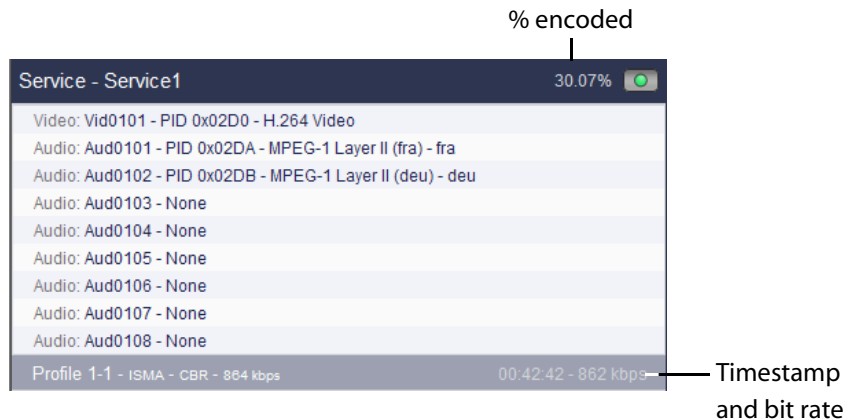 % encoded
Service - Service1 30.07%
Video: Vid0101 - PID 0x02D0 - H.264 Video
Audio: Aud0101 - PID 0x02DA - MPEG-1 Layer II (fra) - fra
Audio: Aud0102 - PID 0x02DB - MPEG-1 Layer II (deu) - deu
Audio: Aud0103 - None
Audio: Aud0104 - None
Audio: Aud0105 - None
Audio: Aud0106 - None
Audio: Aud0107 - None
Audio: Aud0108 - None
Profile 1-1 - ISMA - CBR - 864 kbps 00:42:42 - 862 kbps
Timestamp
and bit rate